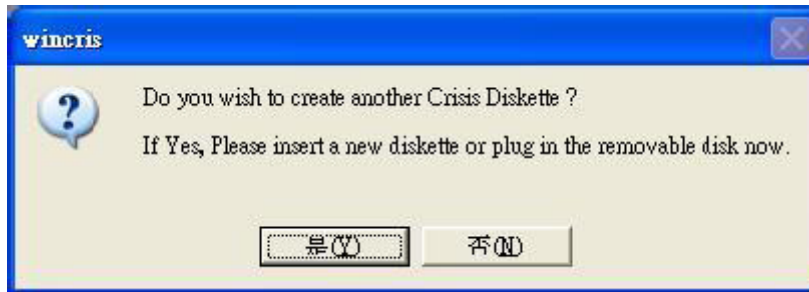 wincris
Do you wish to create another Crisis Diskette ?
If Yes, Please insert a new diskette or plug in the removable disk now.
是(Y) 否(N)